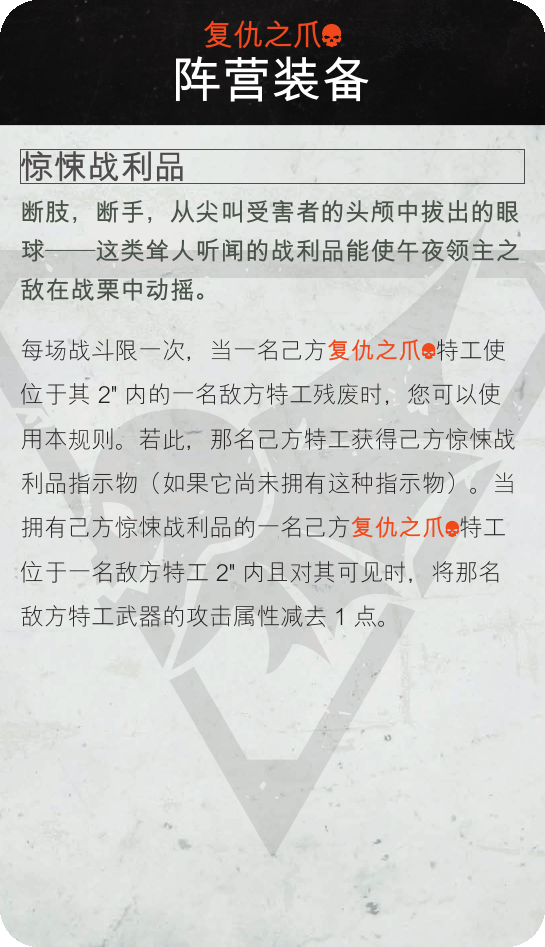 复仇之爪
阵营装备
惊悚战利品
断肢，断手，从尖叫受害者的头颅中拔出的眼
球——这类耸人听闻的战利品能使午夜领主之
敌在战栗中动摇。
每场战斗限一次，当一名己方复仇之爪特工使
位于其 2" 内的一名敌方特工残废时，您可以使
用本规则。若此，那名己方特工获得己方惊悚战
利品指示物（如果它尚未拥有这种指示物）。当
拥有己方惊悚战利品的一名己方复仇之爪特工
位于一名敌方特工 2" 内且对其可见时，将那名
敌方特工武器的攻击属性减去 1 点。